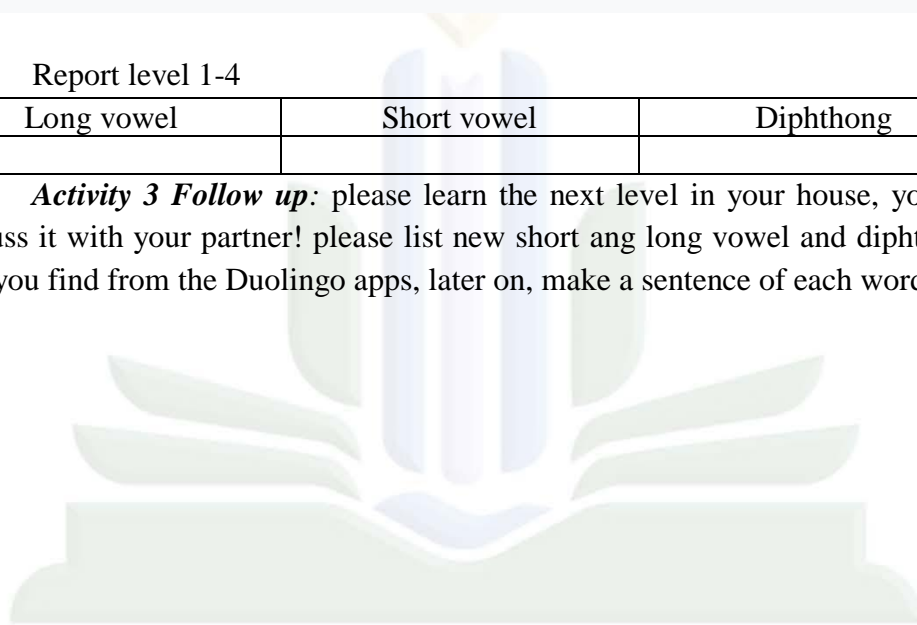 Report level 1-4
Long vowel Short vowel Diphthong
Activity 3 Follow up: please learn the next level in your house, yo
uss it with your partner! please list new short ang long vowel and dipht
you find from the Duolingo apps, later on, make a sentence of each word